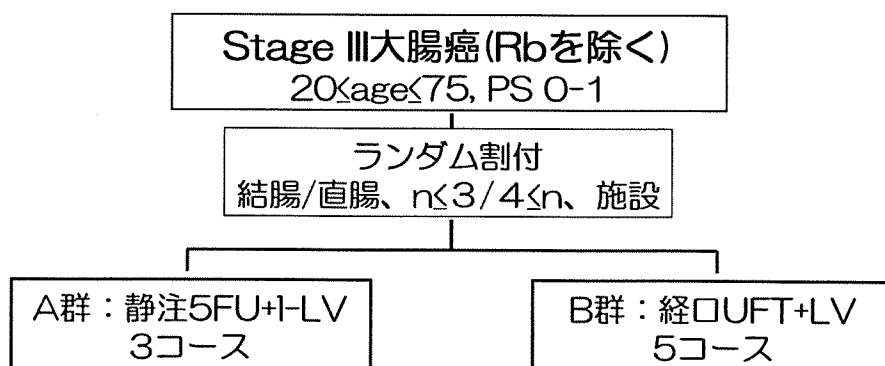 Stage III大腸癌(Rbを除く)
20≤age≤75, PS 0-1
ランダム割付
結腸/直腸、n≤3/4≤n、施設
A群：静注5FU+l-LV
3コース
B群：経口UFT+LV
5コース